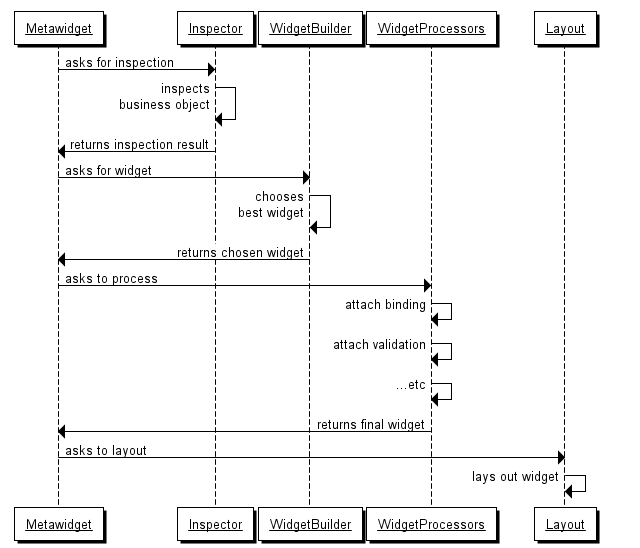 Metawidget Inspector WidgetBuilder WidgetProcessors Layout
asks for inspection
inspects
business object
returns inspection result
asks for widget
chooses
best widget
returns chosen widget
asks to process
attach binding
attach validation
...etc
returns final widget
asks to layout
lays out widget
Metawidget Inspector WidgetBuilder WidgetProcessors Layout